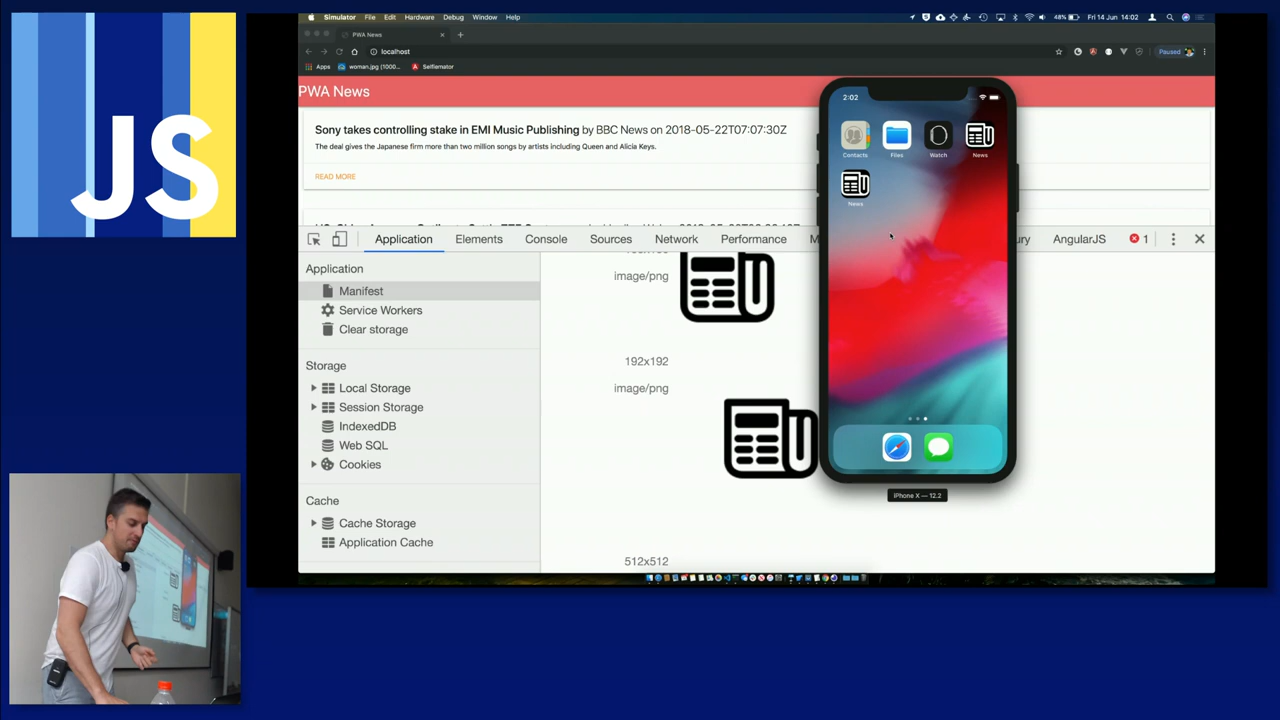 JS
Simulator File Edit Hardware Debug Window Help
48% Fri 14 Jun 14:02
PWA News
localhost
Paused
Apps woman.jpg (1000... Selfiemator
PWA News
Sony takes controlling stake in EMI Music Publishing by BBC News on 2018-05-22T07:07:30Z
The deal gives the Japanese firm more than two million songs by artists including Queen and Alicia Keys.
READ MORE
2:02
Contacts Files Watch News
News
iPhone X — 12.2
Application Elements Console Sources Network Performance M ury AngularJS 1
Application
Manifest
Service Workers
Clear storage
Storage
Local Storage
Session Storage
IndexedDB
Web SQL
Cookies
Cache
Cache Storage
Application Cache
image/png
192x192
image/png
512x512